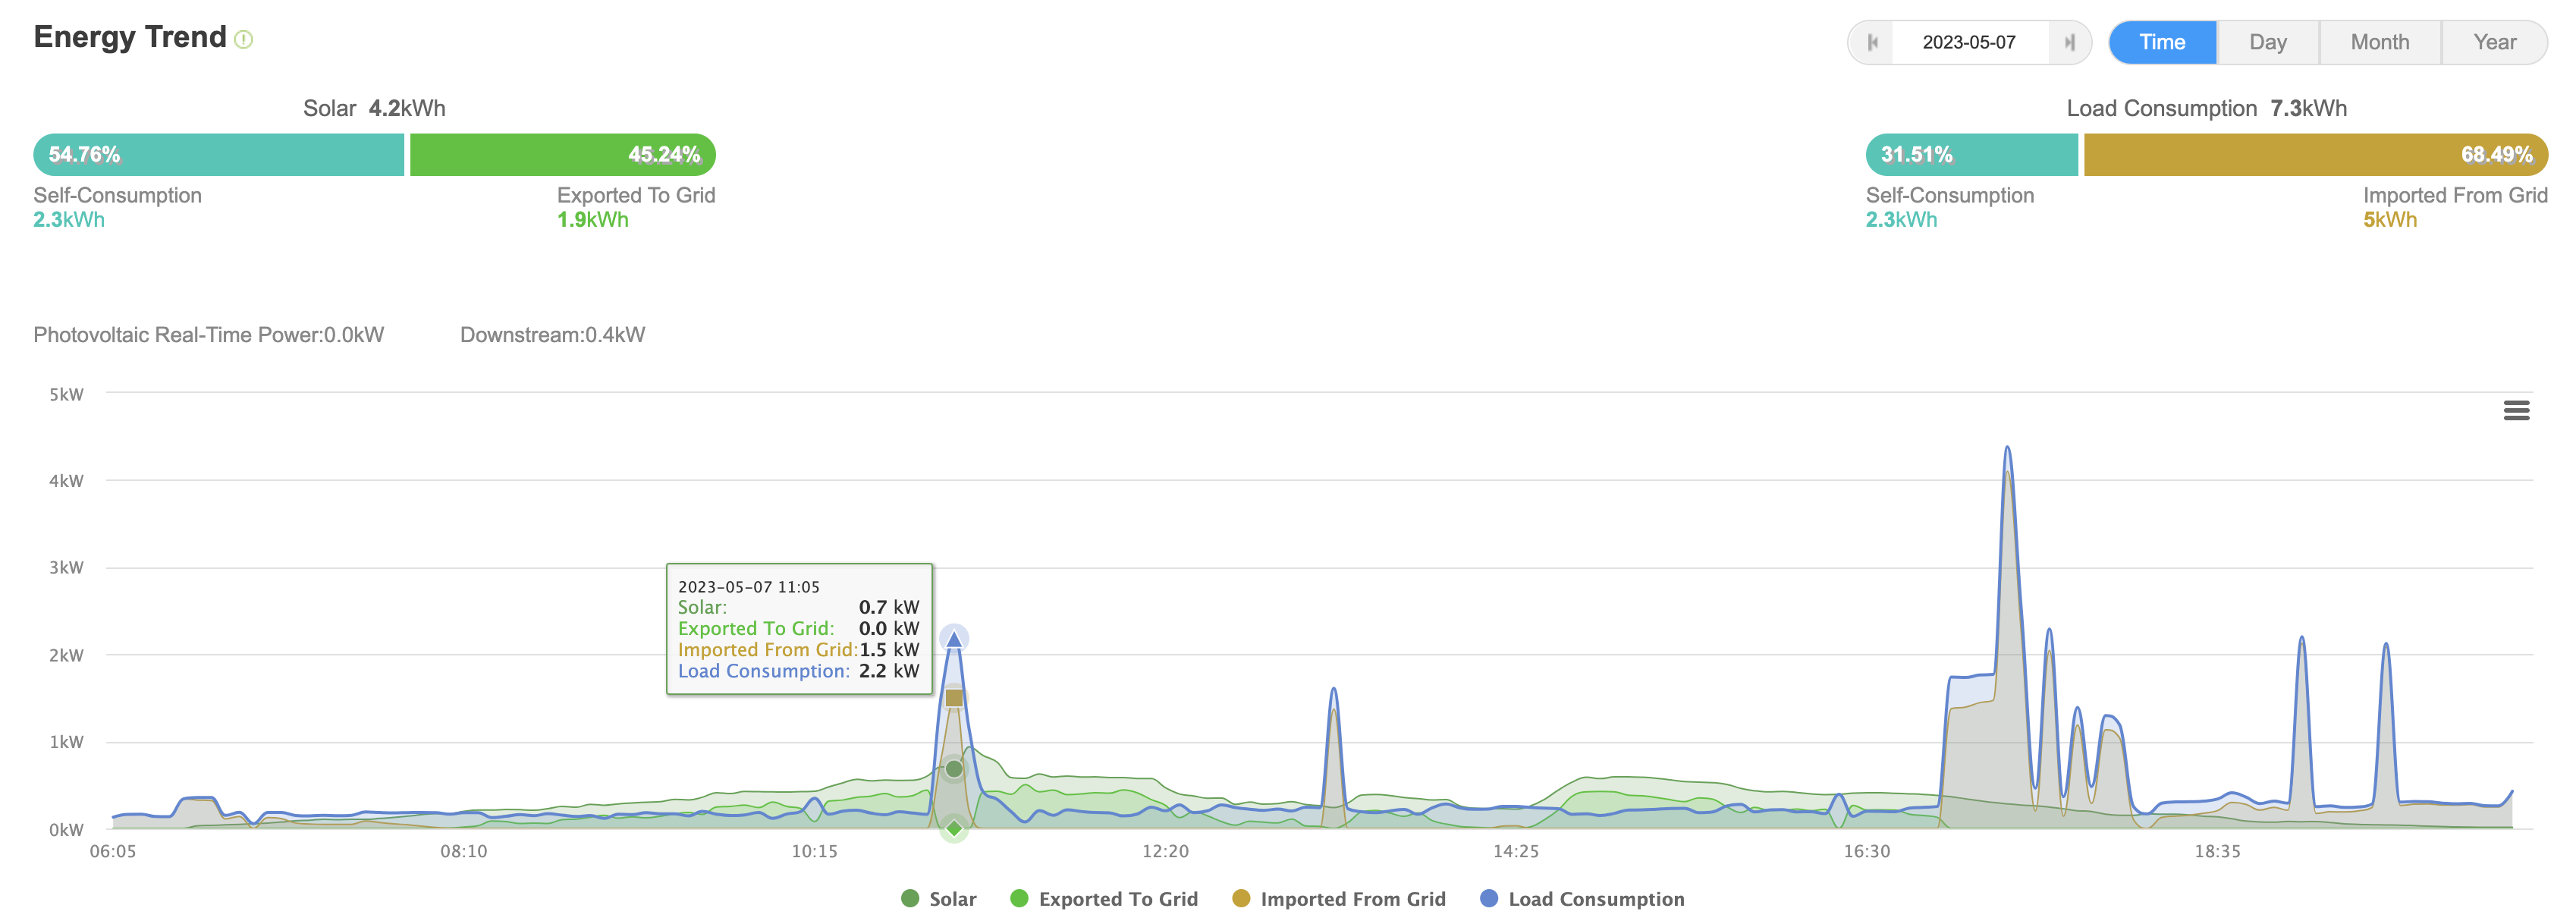 Energy Trend
2023-05-07
Time Day Month Year
Solar 4.2kWh
Load Consumption 7.3kWh
54.76% 45.24%
31.51% 68.49%
Self-Consumption Exported To Grid
2.3kWh 1.9kWh
Self-Consumption Imported From Grid
2.3kWh 5kWh
Photovoltaic Real-Time Power:0.0kW Downstream:0.4kW
5kW
4kW
3kW
2kW
1kW
0kW
2023-05-07 11:05
Solar: 0.7 kW
Exported To Grid: 0.0 kW
Imported From Grid: 1.5 kW
Load Consumption: 2.2 kW
06:05 08:10 10:15 12:20 14:25 16:30 18:35
Solar Exported To Grid Imported From Grid Load Consumption